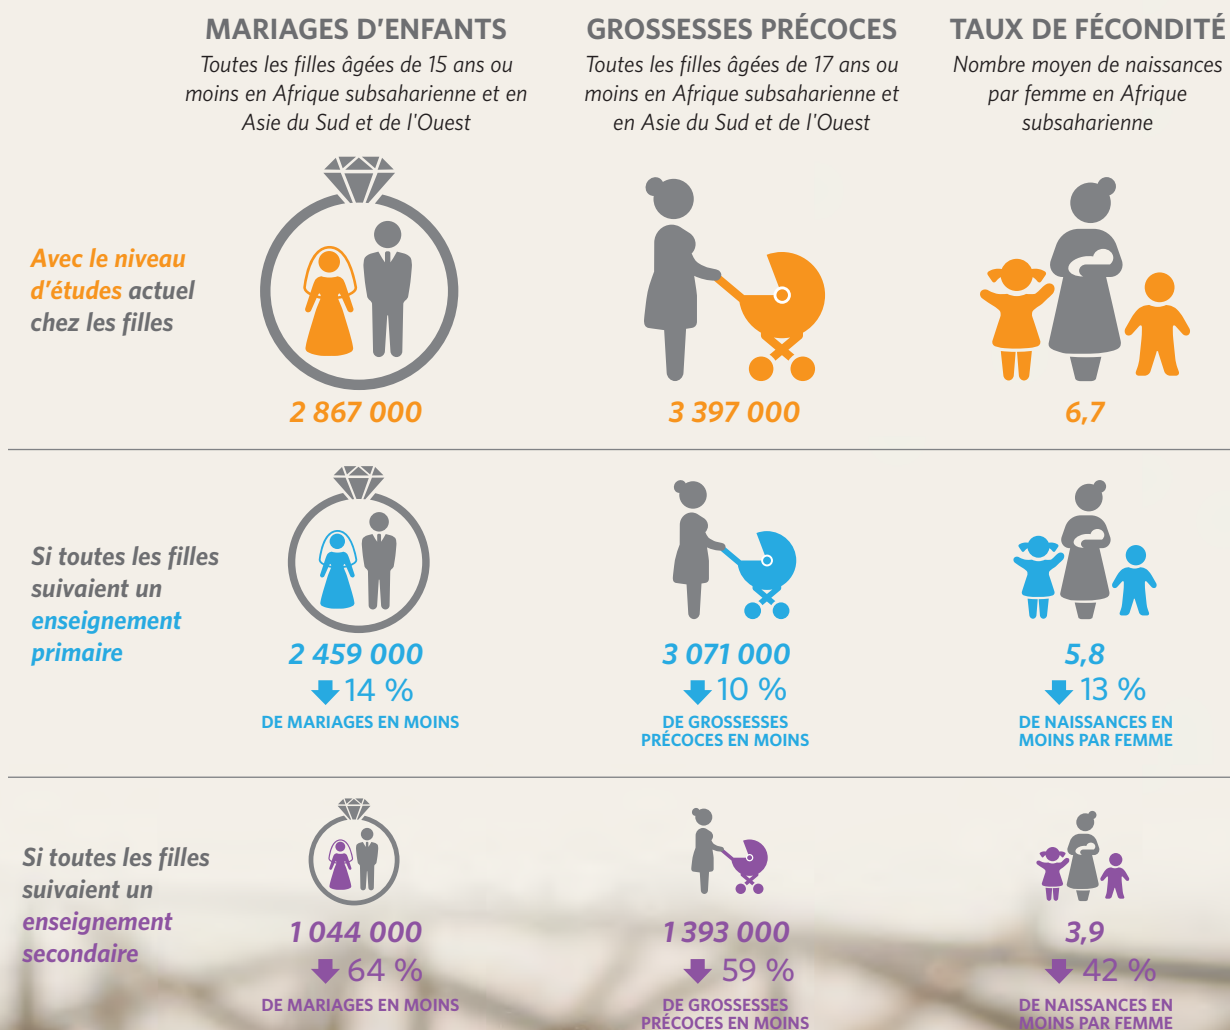 MARIAGES D'ENFANTS
Toutes les filles âgées de 15 ans ou
moins en Afrique subsaharienne et en
Asie du Sud et de l'Ouest
GROSSESSES PRÉCOCES
Toutes les filles âgées de 17 ans ou
moins en Afrique subsaharienne et
en Asie du Sud et de l'Ouest
TAUX DE FÉCONDITÉ
Nombre moyen de naissances
par femme en Afrique
subsaharienne
Avec le niveau
d'études actuel
chez les filles
2 867 000
3 397 000
6,7
Si toutes les filles
suivaient un
enseignement
primaire
2 459 000
14 %
DE MARIAGES EN MOINS
3 071 000
10 %
DE GROSSESSES
PRÉCOCES EN MOINS
5,8
13 %
DE NAISSANCES EN
MOINS PAR FEMME
Si toutes les filles
suivaient un
enseignement
secondaire
1 044 000
64 %
DE MARIAGES EN MOINS
1 393 000
59 %
DE GROSSESSES
PRÉCOCES EN MOINS
3,9
42 %
DE NAISSANCES EN
MOINS PAR FEMME